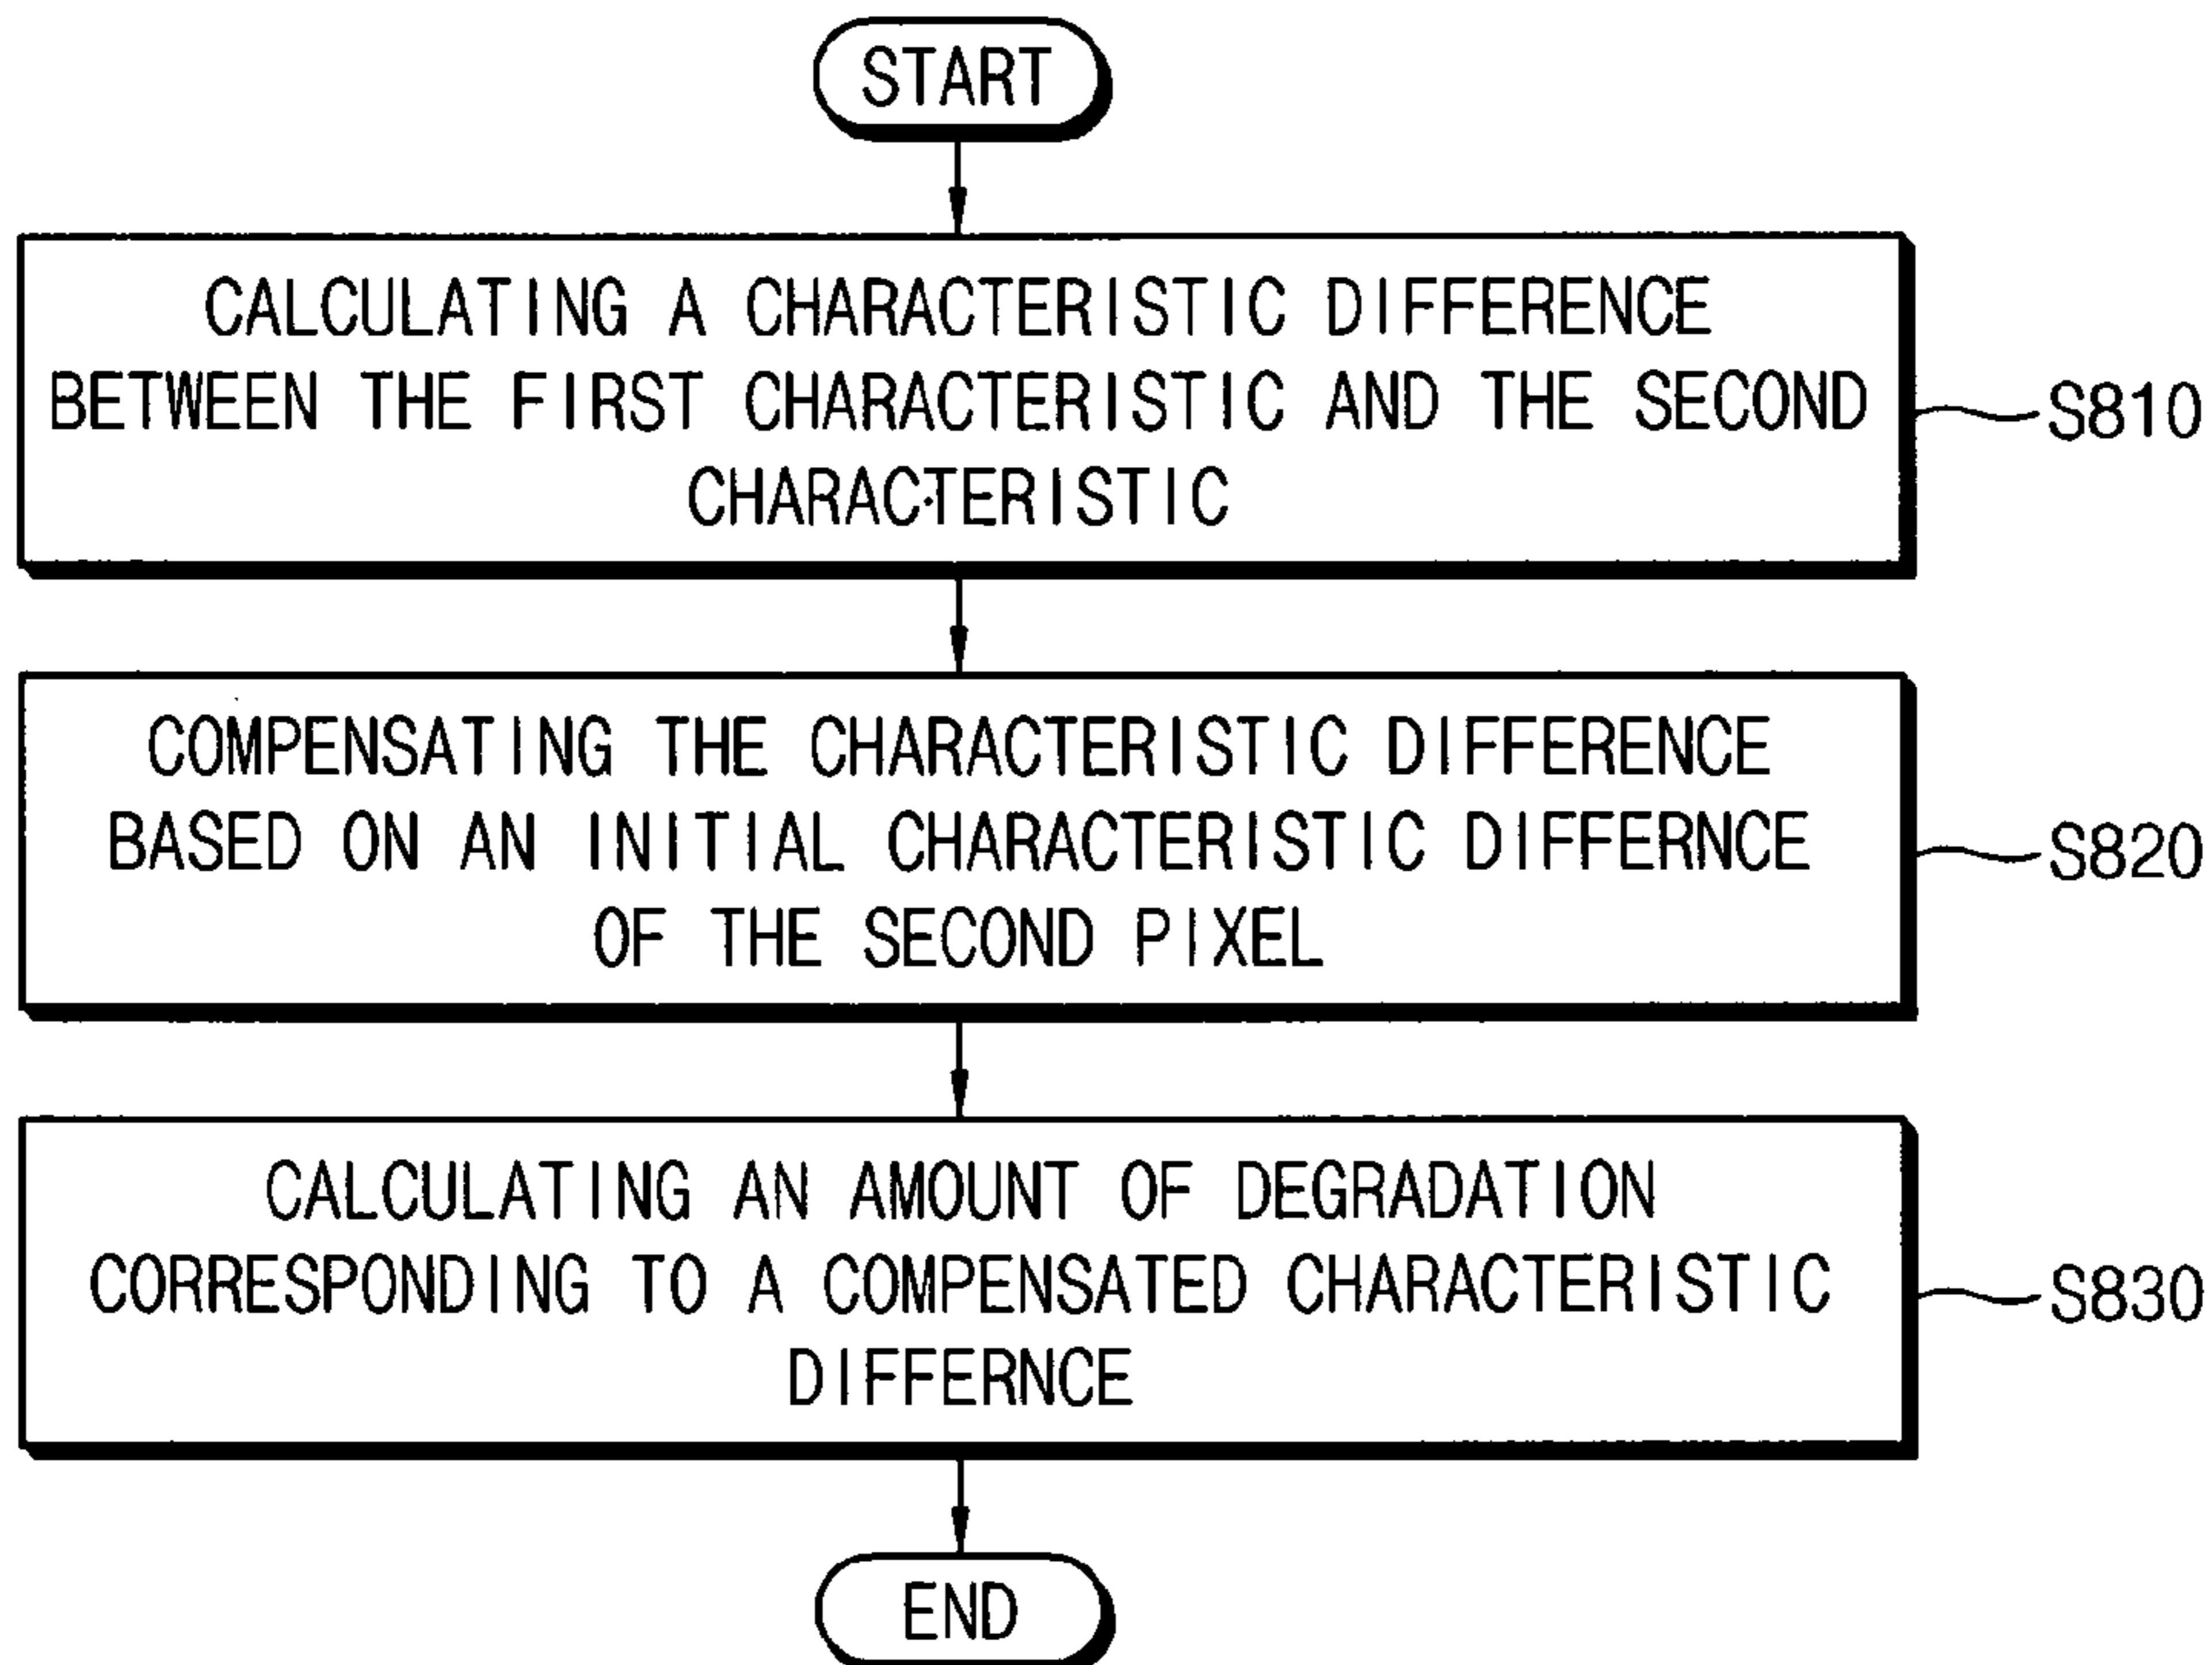 START
CALCULATING A CHARACTERISTIC DIFFERENCE
BETWEEN THE FIRST CHARACTERISTIC AND THE SECOND
CHARACTERISTIC
S810
COMPENSATING THE CHARACTERISTIC DIFFERENCE
BASED ON AN INITIAL CHARACTERISTIC DIFFERNCE
OF THE SECOND PIXEL
S820
CALCULATING AN AMOUNT OF DEGRADATION
CORRESPONDING TO A COMPENSATED CHARACTERISTIC
DIFFERNCE
S830
END